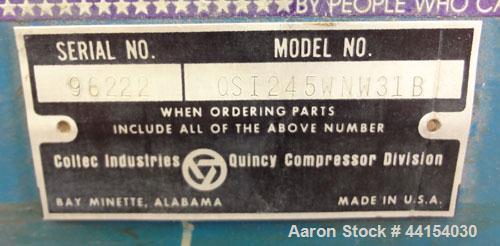 BY PEOPLE WHO
SERIAL NO. MODEL NO.
96222 QSI245WNW3IB
WHEN ORDERING PARTS
INCLUDE ALL OF THE ABOVE NUMBER
Coltec Industries Quincy Compressor Division
BAY MINETTE, ALABAMA MADE IN U.S.A.
Aaron Stock # 44154030